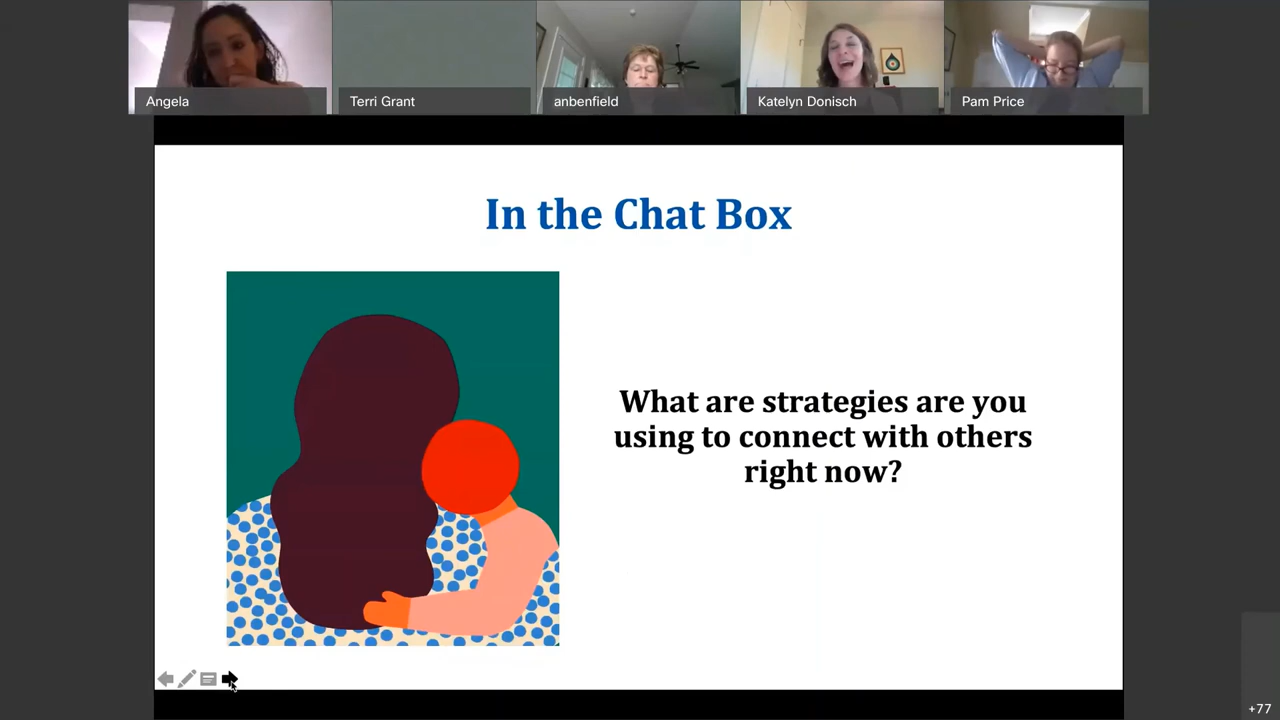 Angela
Terri Grant
anbenfield
Katelyn Donisch
Pam Price
In the Chat Box
What are strategies are you
using to connect with others
right now?
+77